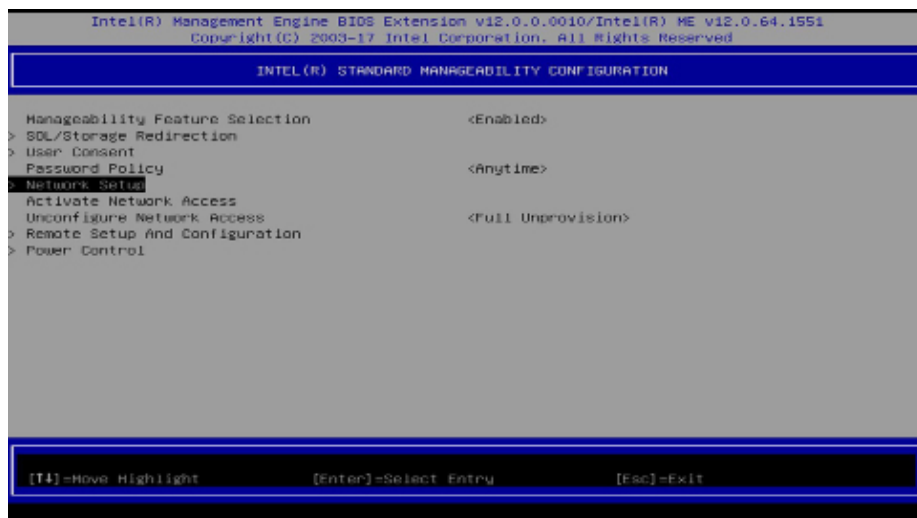 Intel(R) Management Engine BIOS Extension v12.0.0.0010/Intel(R) ME v12.0.64.1551
Copyright(C) 2003-17 Intel Corporation. All Rights Reserved
INTEL(R) STANDARD MANAGEABILITY CONFIGURATION
Manageability Feature Selection <Enabled>
> SOL/Storage Redirection
> User Consent
Password Policy <Anytime>
> Network Setup
Activate Network Access
Unconfigure Network Access <Full Unprovision>
> Remote Setup And Configuration
> Power Control
[↑↓]=Move Highlight [Enter]=Select Entry [Esc]=Exit